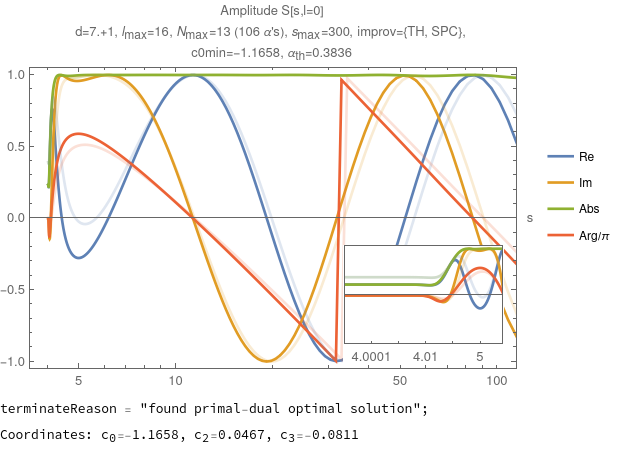 Amplitude S[s,l=0]
d=7.+1, lmax=16, Nmax=13 (106 α's), smax=300, improv={TH, SPC},
c0min=−1.1658, αth=0.3836
1.0
0.5
0.0
−0.5
−1.0
5
10
50
100
s
4.0001
4.01
5
Re
Im
Abs
Arg/π
terminateReason = "found primal-dual optimal solution";
Coordinates: c0=-1.1658, c2=0.0467, c3=-0.0811